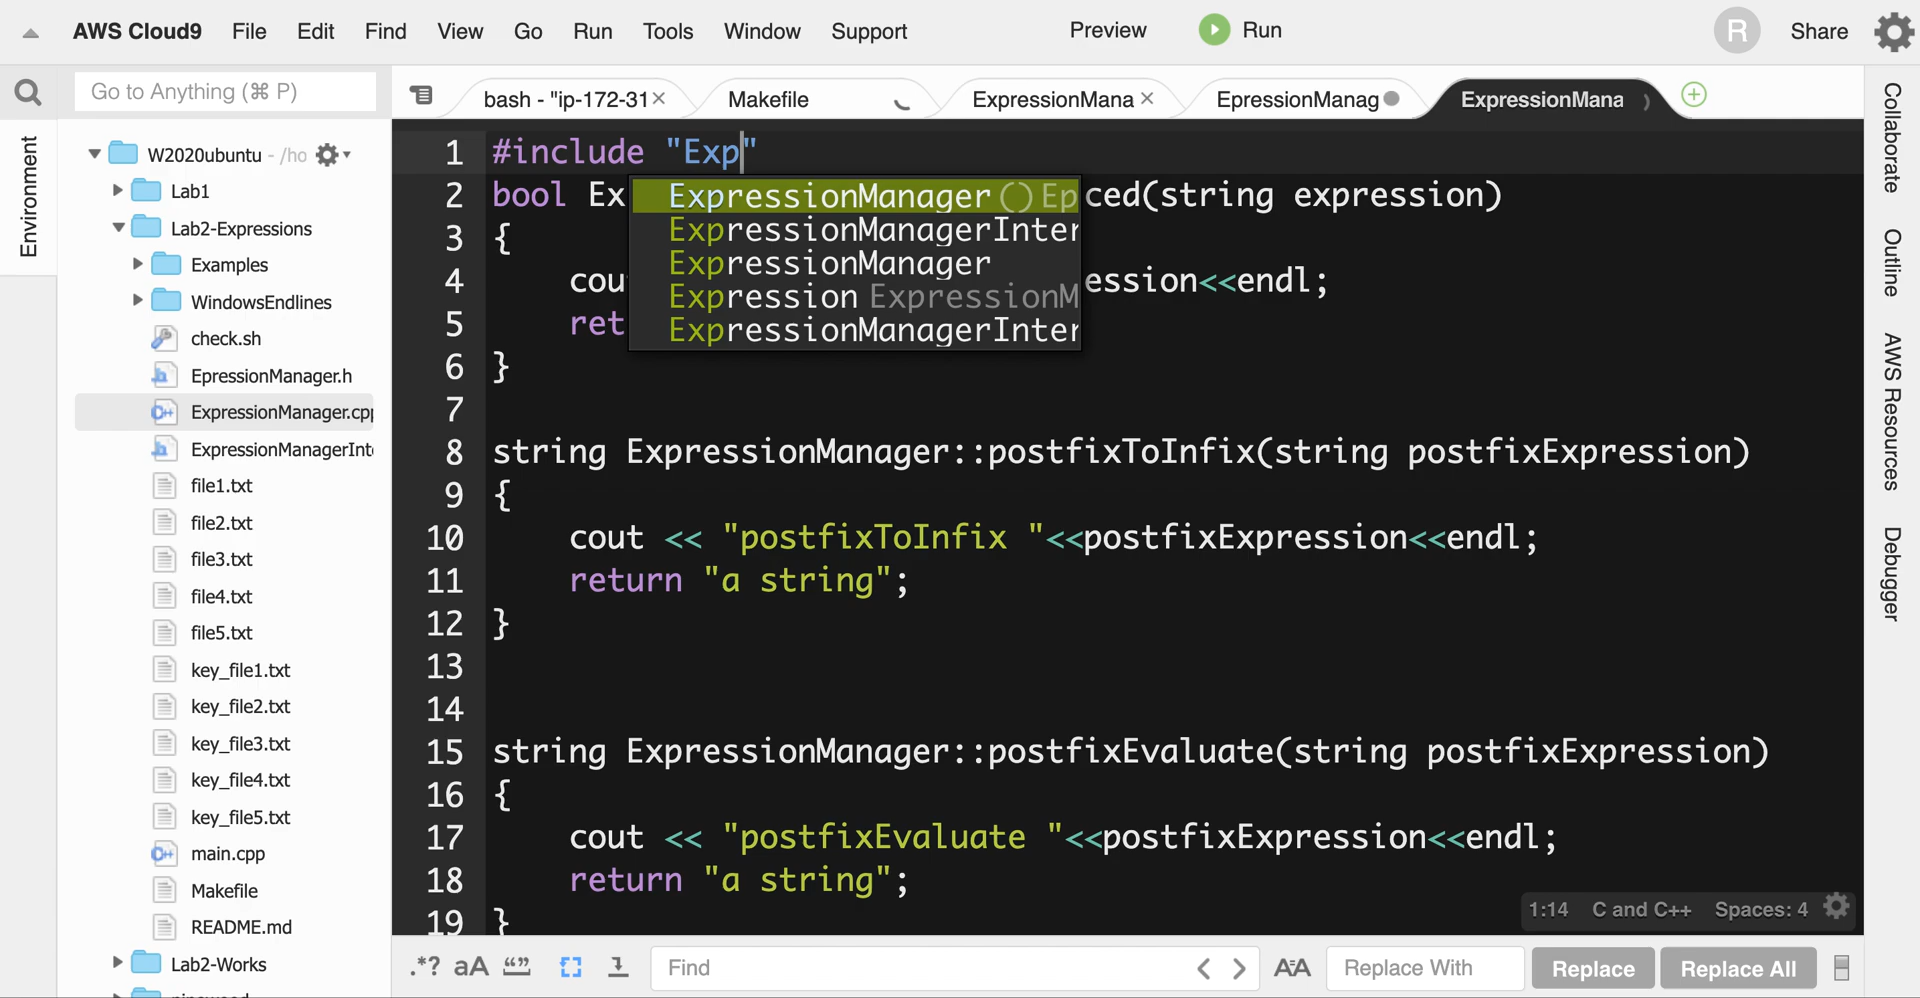 AWS Cloud9 File Edit Find View Go Run Tools Window Support Preview Run R Share
Go to Anything (⌘ P)
bash - "ip-172-31 Makefile ExpressionMana EpressionManag ExpressionMana
Environment
W2020ubuntu - /ho
Lab1
Lab2-Expressions
Examples
WindowsEndlines
check.sh
EpressionManager.h
ExpressionManager.cpp
ExpressionManagerInt
file1.txt
file2.txt
file3.txt
file4.txt
file5.txt
key_file1.txt
key_file2.txt
key_file3.txt
key_file4.txt
key_file5.txt
main.cpp
Makefile
README.md
Lab2-Works
1 #include "Exp"
2 bool Ex ced(string expression)
3 {
4 cou ession<<endl;
5 ret
6 }
7
8 string ExpressionManager::postfixToInfix(string postfixExpression)
9 {
10 cout << "postfixToInfix "<<postfixExpression<<endl;
11 return "a string";
12 }
13
14
15 string ExpressionManager::postfixEvaluate(string postfixExpression)
16 {
17 cout << "postfixEvaluate "<<postfixExpression<<endl;
18 return "a string";
19 }
ExpressionManager()Ep
ExpressionManagerInter
ExpressionManager
Expression ExpressionM
ExpressionManagerInter
1:14 C and C++ Spaces: 4
.*? aA “” Find AA Replace With Replace Replace All
Collaborate
Outline
AWS Resources
Debugger